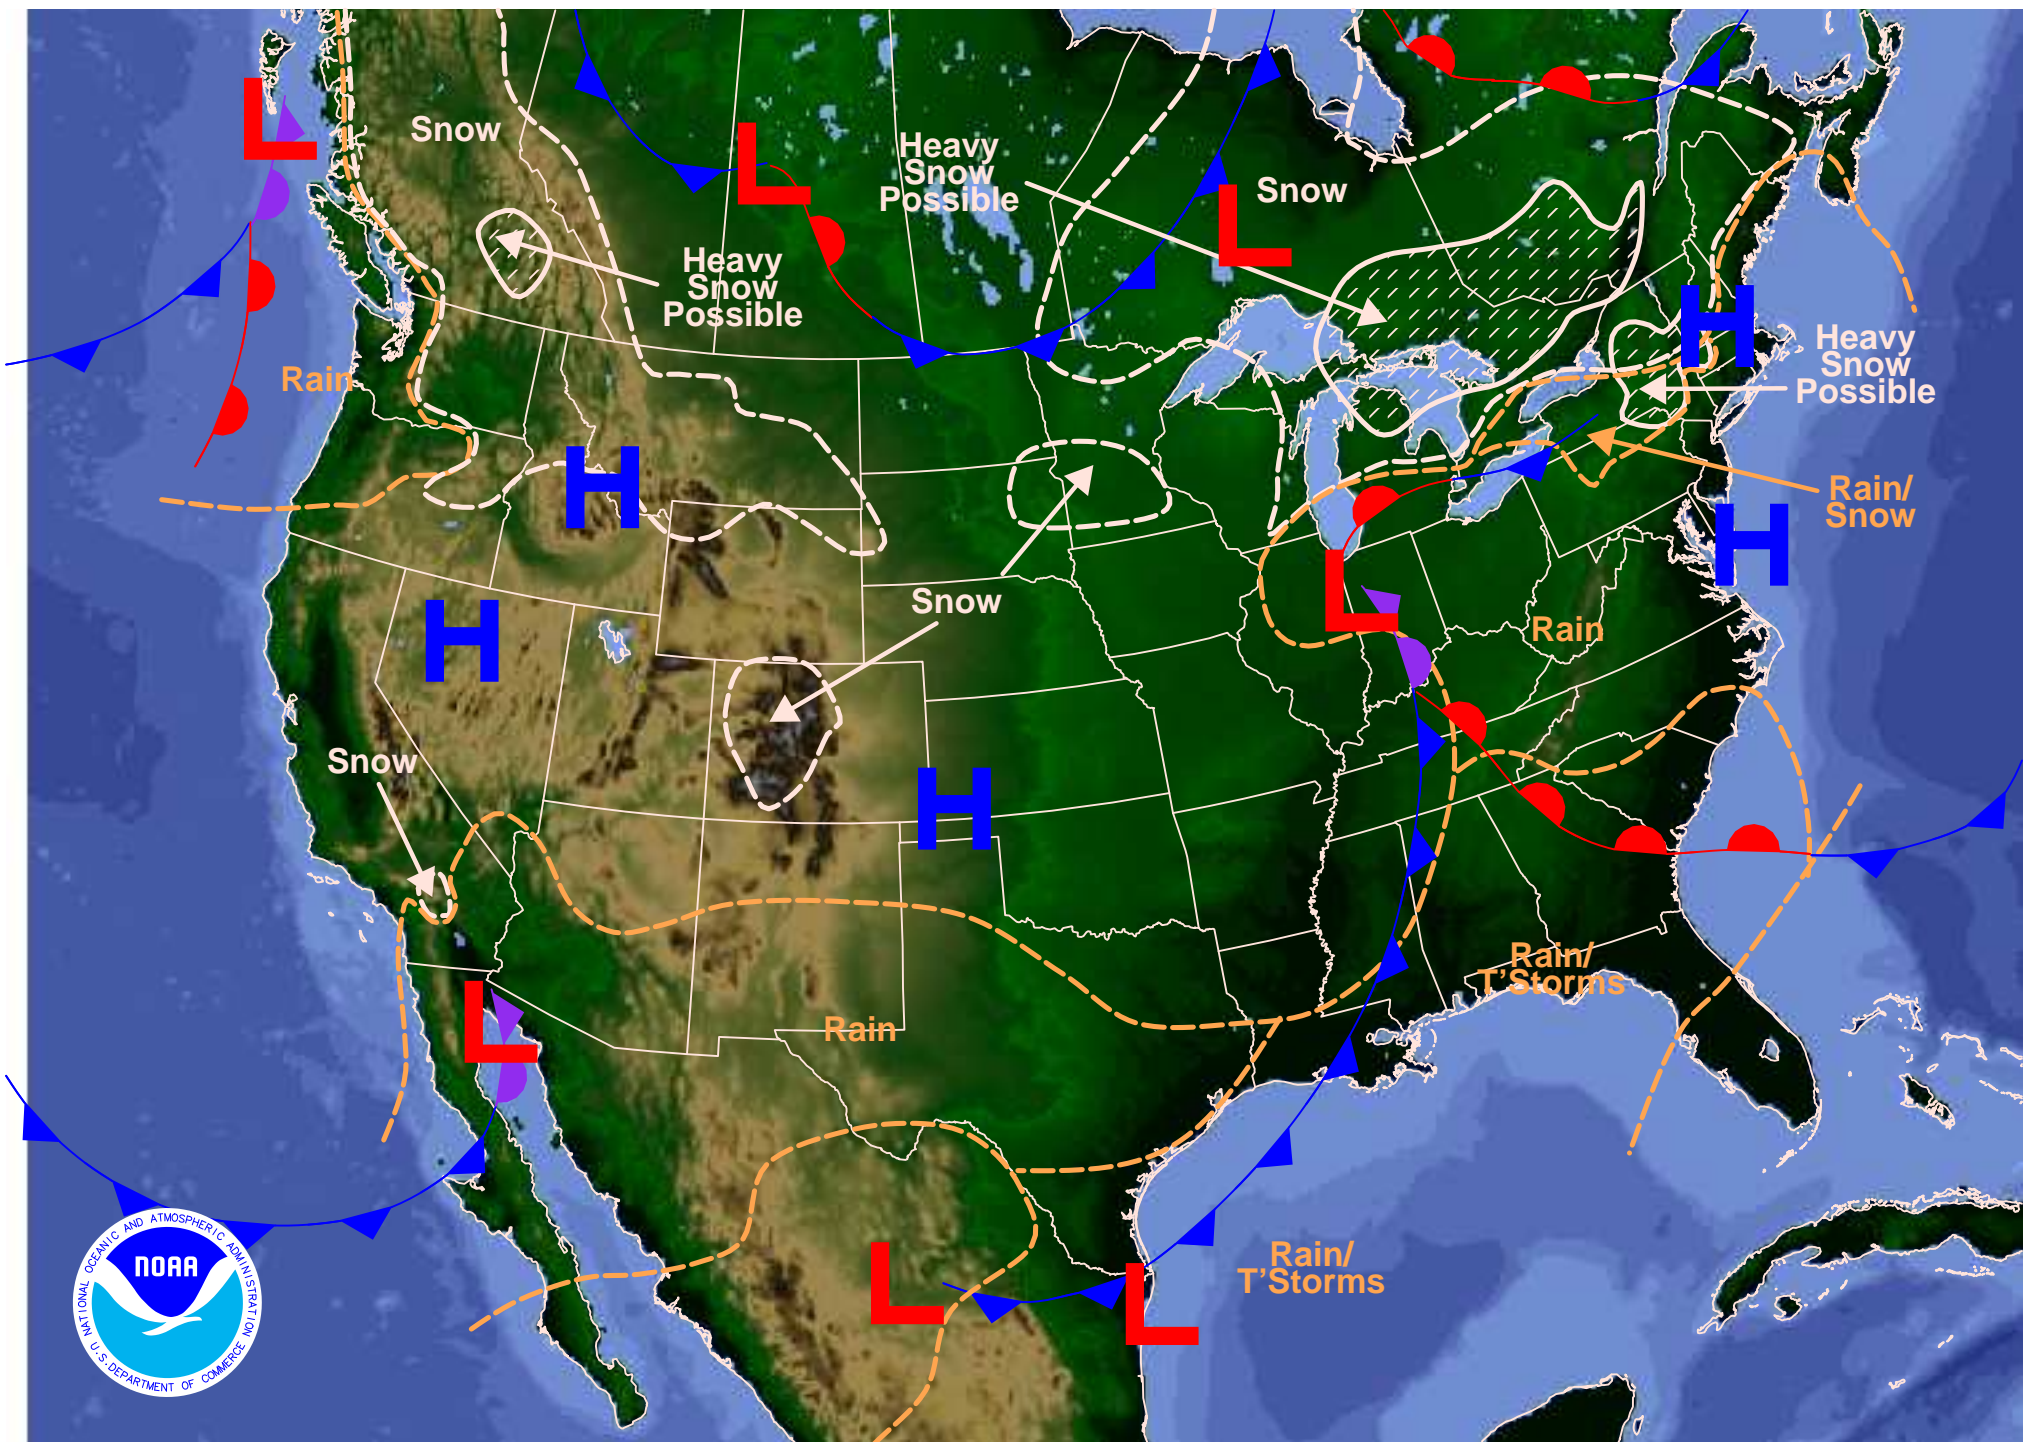 L
Snow
L
Heavy
Snow
Possible
L
Snow
Heavy
Snow
Possible
H
Heavy
Snow
Possible
Rain
H
Rain/
Snow
H
H
Snow
L
Rain
H
Snow
H
Rain/
T'Storms
L
Rain
L
L
Rain/
T'Storms
NATIONAL OCEANIC AND ATMOSPHERIC ADMINISTRATION
NOAA
U.S. DEPARTMENT OF COMMERCE